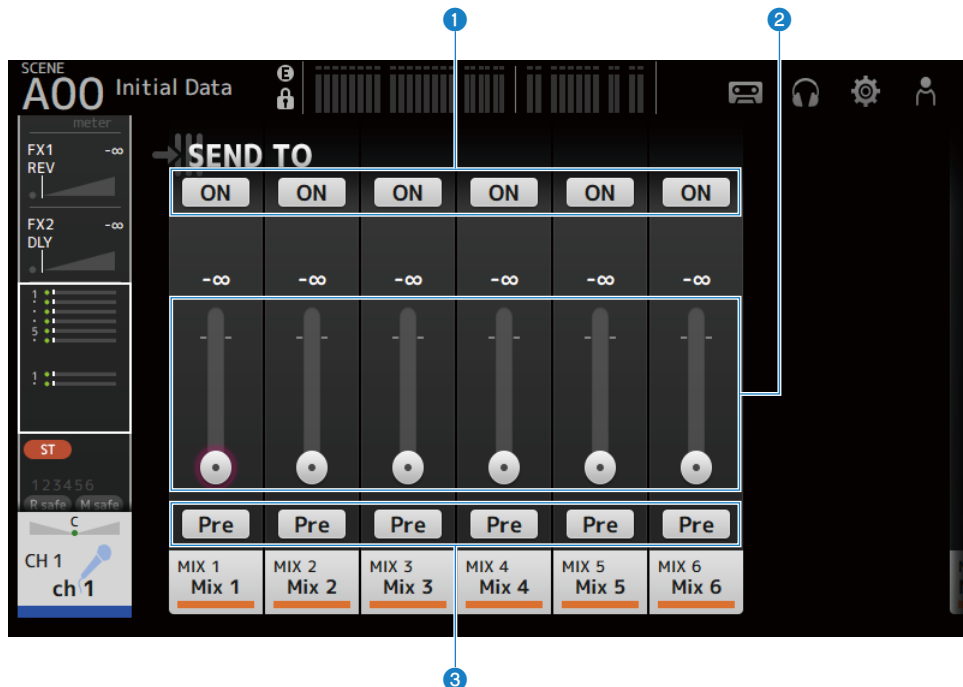 1
2
SCENE
A00 Initial Data
E
meter
FX1 -∞
REV
FX2 -∞
DLY
SEND TO
ON ON ON ON ON ON
-∞ -∞ -∞ -∞ -∞ -∞
1
5
1
ST
123456
R safe M safe
Pre Pre Pre Pre Pre Pre
C
CH 1
ch 1
MIX 1 MIX 2 MIX 3 MIX 4 MIX 5 MIX 6
Mix 1 Mix 2 Mix 3 Mix 4 Mix 5 Mix 6
3